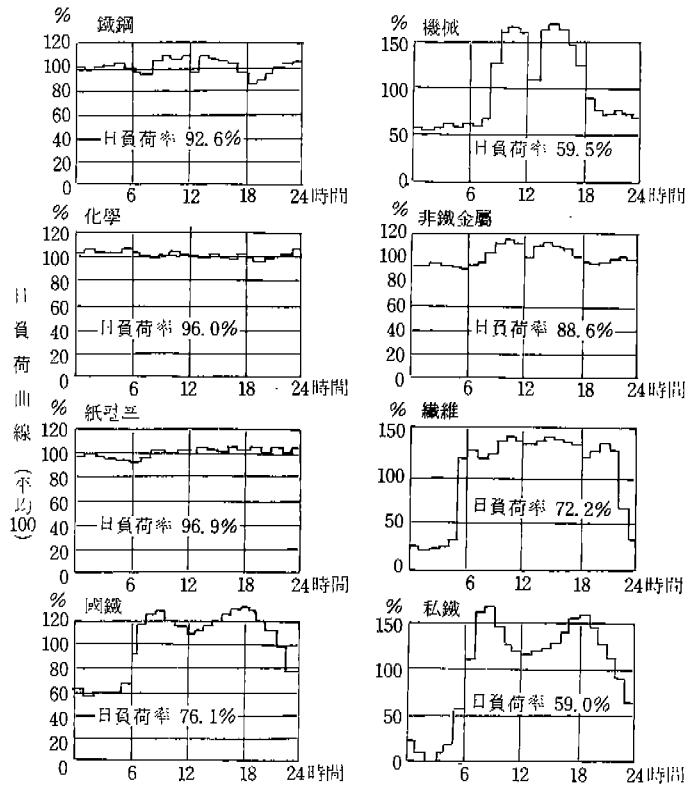 日負荷曲線 (平均100)
% 鐵鋼
120
100
80
60
40
20
0
日負荷率 92.6%
6 12 18 24時間
% 機械
150
100
50
0
日負荷率 59.5%
6 12 18 24時間
% 化學
120
100
80
60
40
20
0
日負荷率 96.0%
6 12 18 24時間
% 非鐵金屬
120
100
80
60
40
20
0
日負荷率 88.6%
6 12 18 24時間
% 紙펄프
120
100
80
60
40
20
0
日負荷率 96.9%
6 12 18 24時間
% 纖維
150
100
50
0
日負荷率 72.2%
6 12 18 24時間
% 國鐵
120
100
80
60
40
20
0
日負荷率 76.1%
6 12 18 24時間
% 私鐵
150
100
50
0
日負荷率 59.0%
6 12 18 24時間